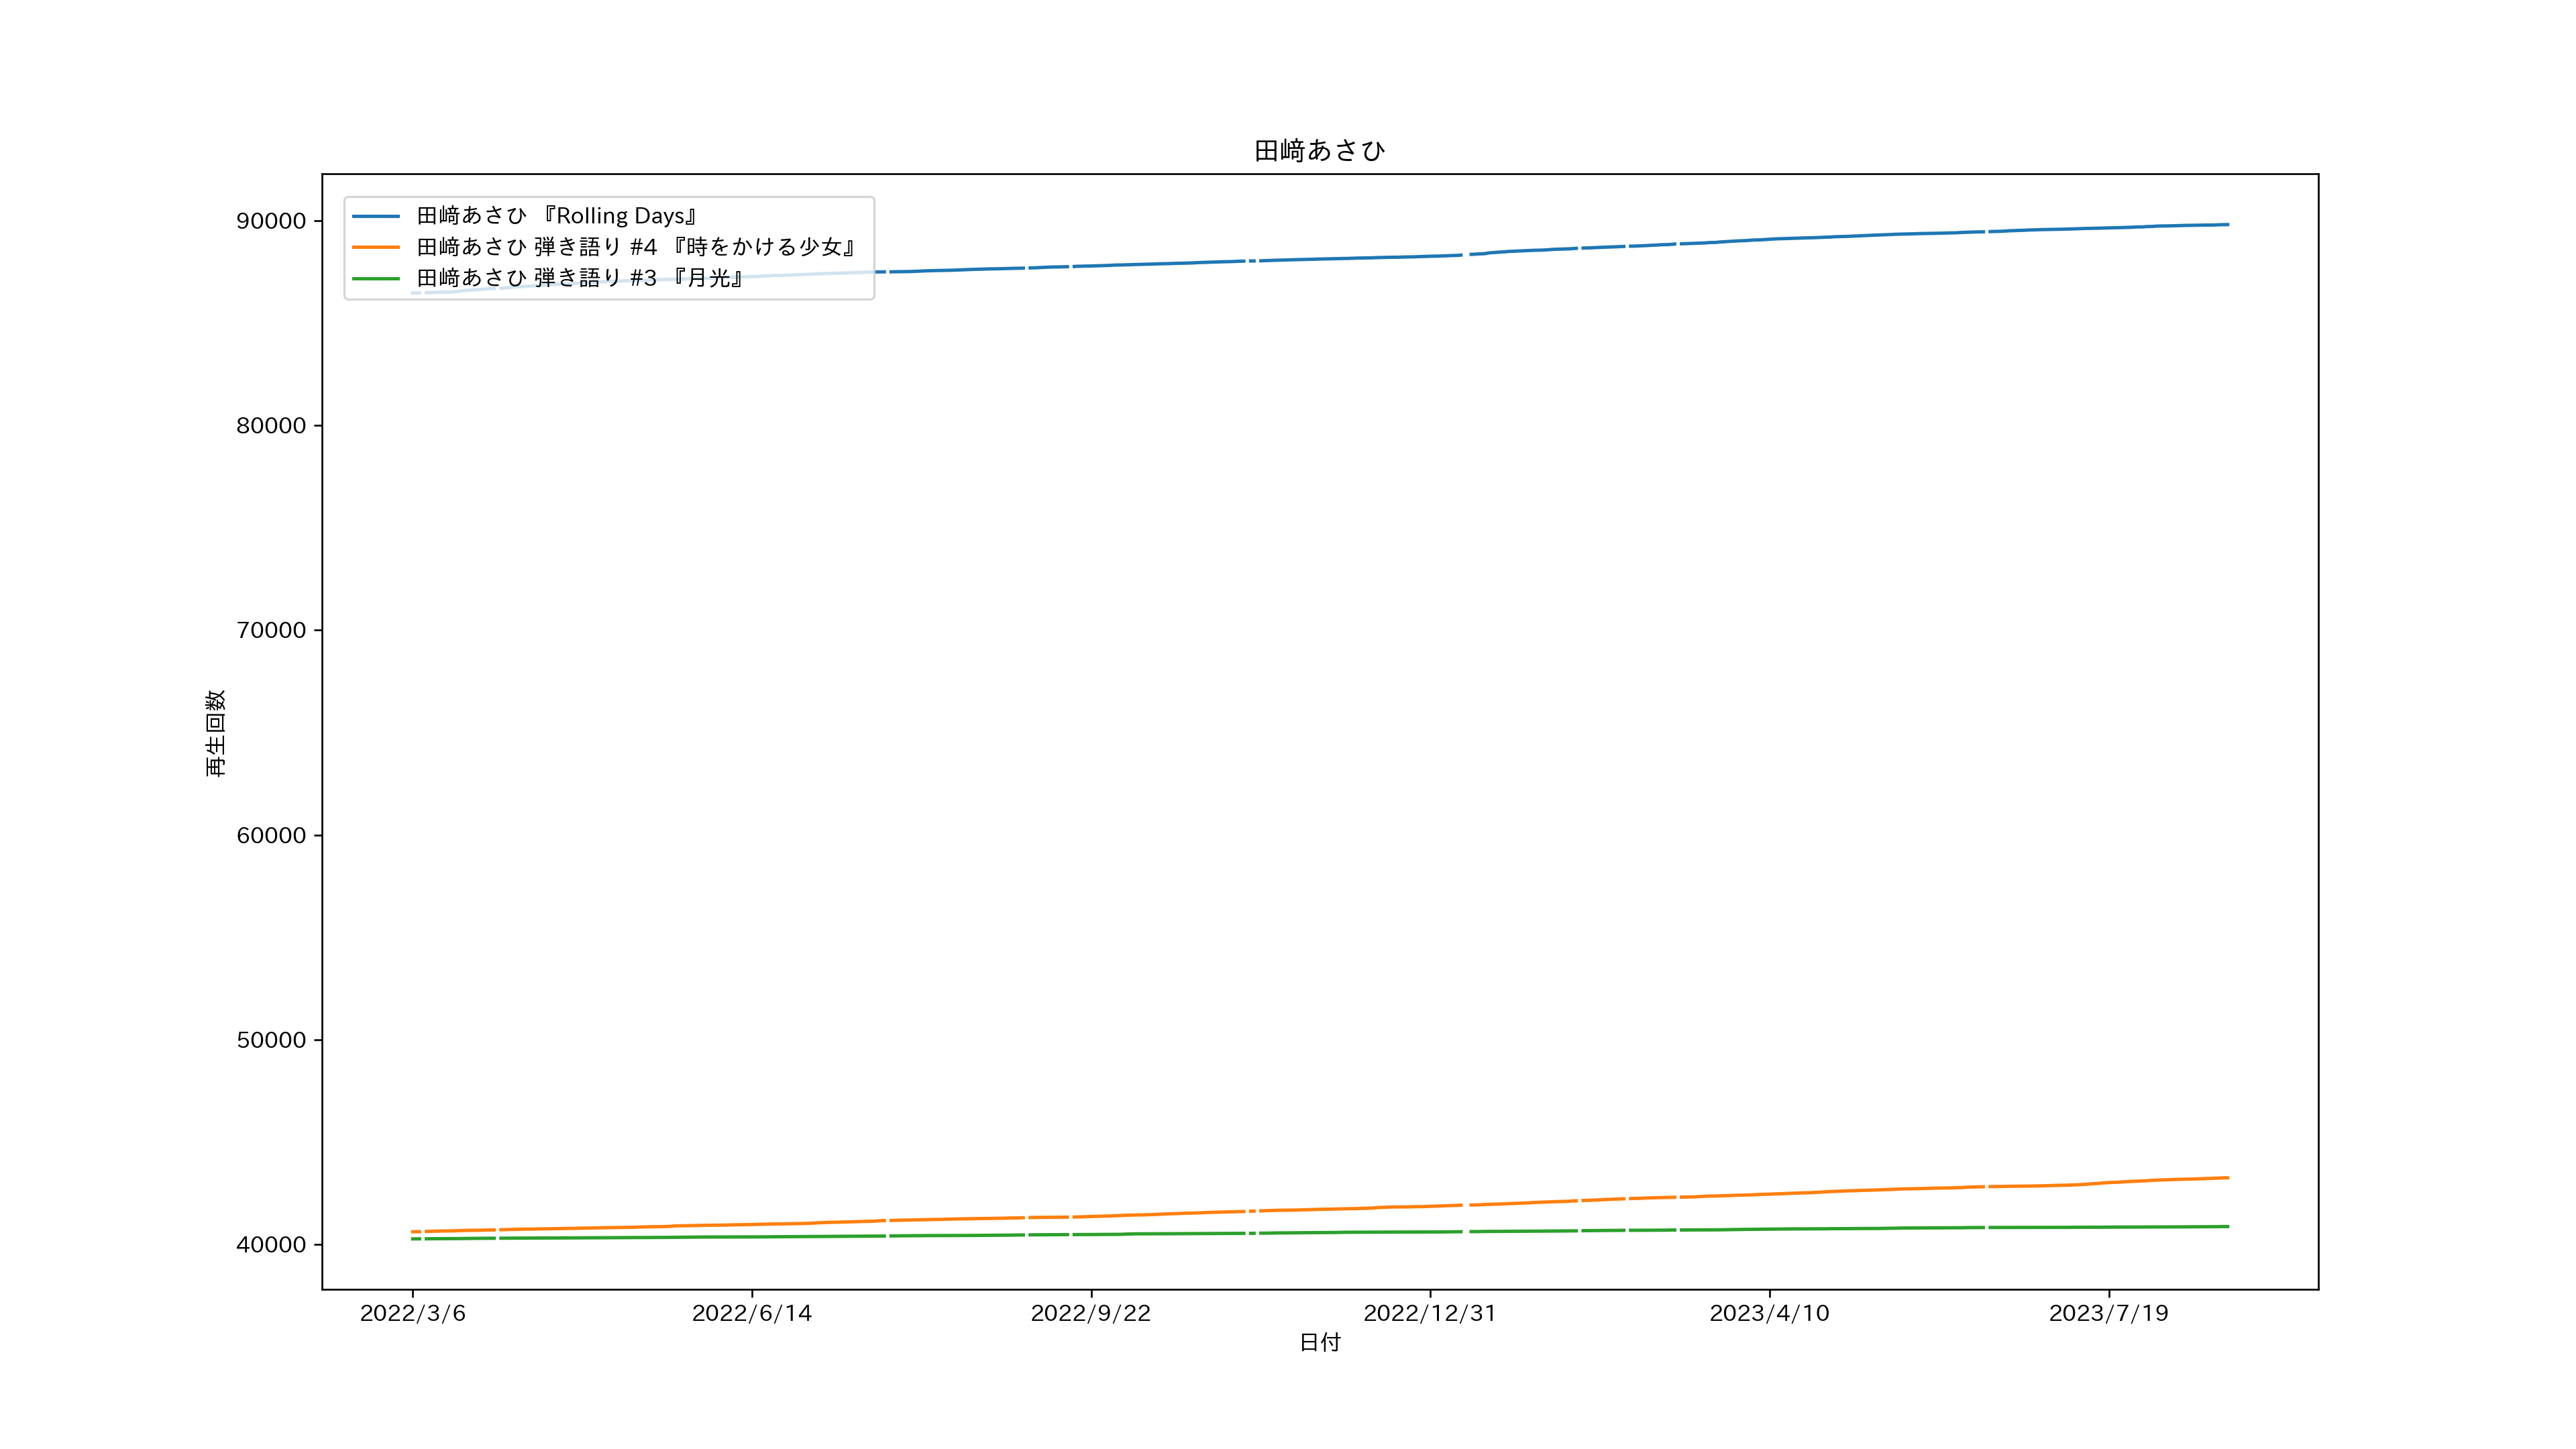 田﨑あさひ
田﨑あさひ 『Rolling Days』
田﨑あさひ 弾き語り #4 『時をかける少女』
田﨑あさひ 弾き語り #3 『月光』
90000
80000
70000
60000
50000
40000
再生回数
2022/3/6
2022/6/14
2022/9/22
2022/12/31
2023/4/10
2023/7/19
日付